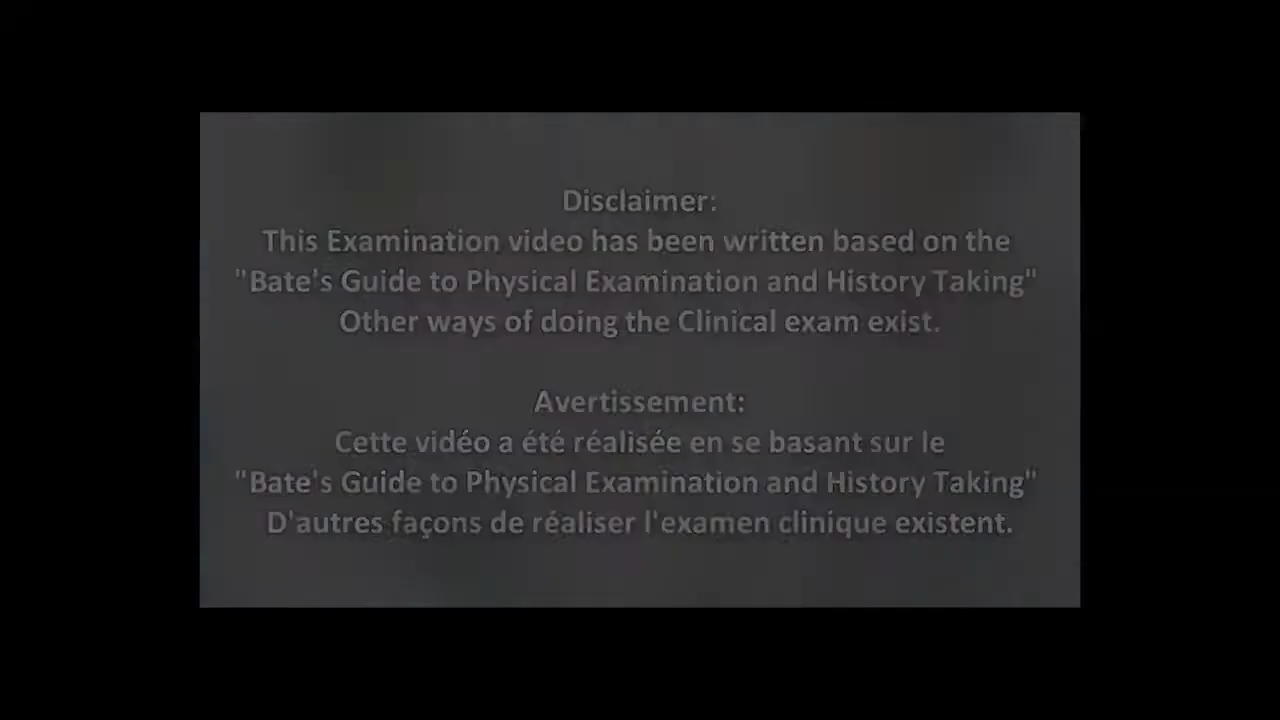 Disclaimer:
This Examination video has been written based on the
"Bate's Guide to Physical Examination and History Taking"
Other ways of doing the Clinical exam exist.
Avertissement:
Cette vidéo a été réalisée en se basant sur le
"Bate's Guide to Physical Examination and History Taking"
D'autres façons de réaliser l'examen clinique existent.